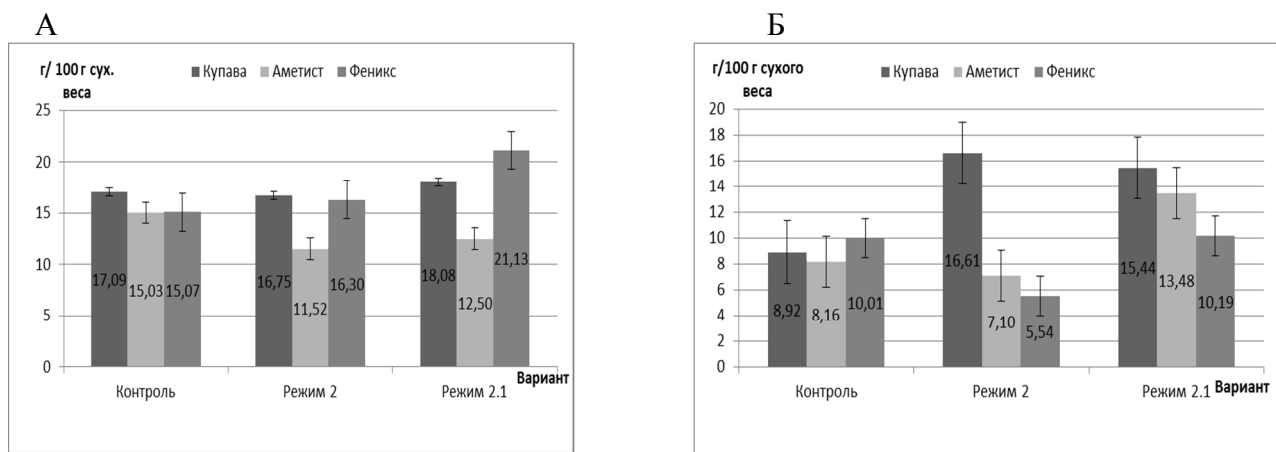 А
г/ 100 г сух.
веса
Купава Аметист Феникс
25
20
15
10
5
0
17,09 15,03 15,07
16,75 11,52 16,30
18,08 12,50 21,13
Контроль Режим 2 Режим 2.1 Вариант
Б
г/100 г сухого
веса
Купава Аметист Феникс
20
18
16
14
12
10
8
6
4
2
0
8,92 8,16 10,01
16,61 7,10 5,54
15,44 13,48 10,19
Контроль Режим 2 Режим 2.1 Вариант